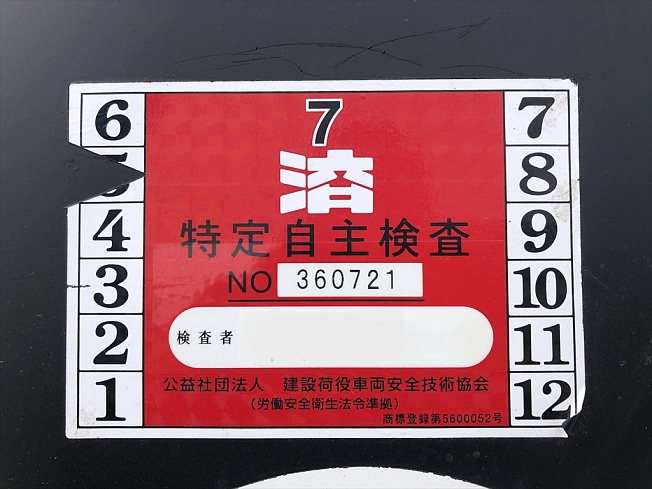 7
済
特定自主検査
NO 360721
検査者
公益社団法人 建設荷役車両安全技術協会
(労働安全衛生法令準拠)
商標登録第5600052号
6
4
3
2
1
7
8
9
10
11
12